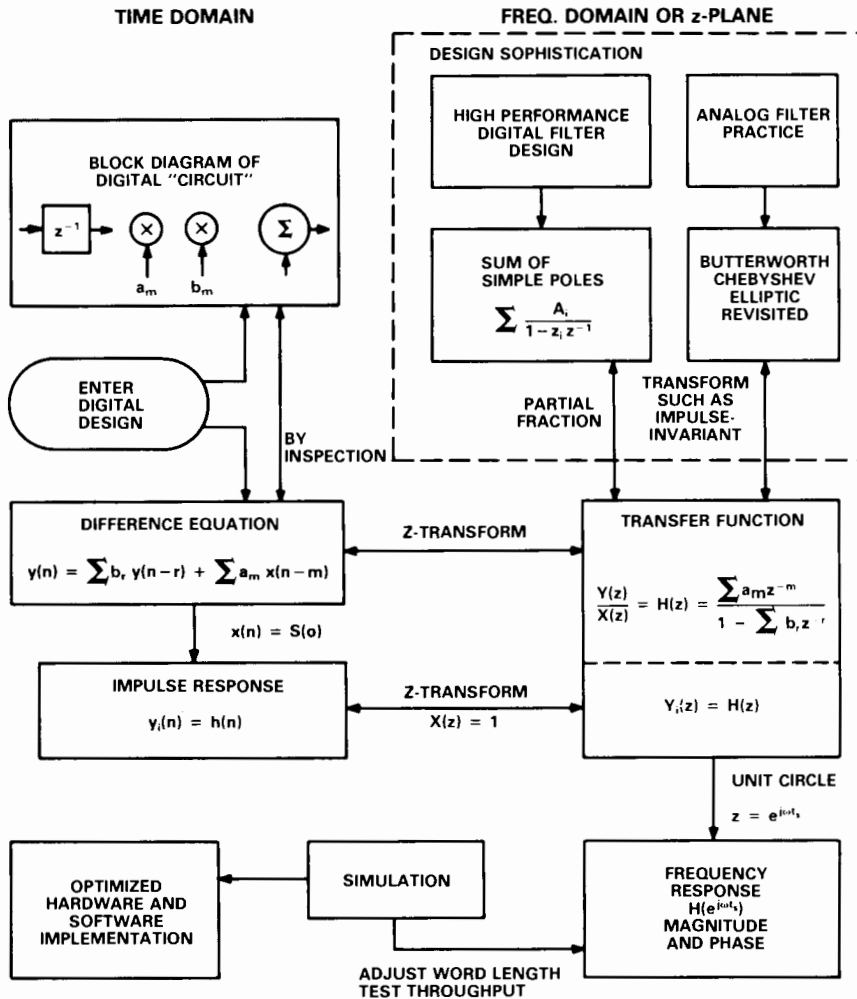 TIME DOMAIN
FREQ. DOMAIN OR z-PLANE
DESIGN SOPHISTICATION
BLOCK DIAGRAM OF
DIGITAL "CIRCUIT"
z⁻¹
×
×
Σ
aₘ
bₘ
HIGH PERFORMANCE
DIGITAL FILTER
DESIGN
ANALOG FILTER
PRACTICE
SUM OF
SIMPLE POLES
Σ Aᵢ / (1 − zᵢ z⁻¹)
BUTTERWORTH
CHEBYSHEV
ELLIPTIC
REVISITED
ENTER
DIGITAL
DESIGN
BY
INSPECTION
PARTIAL
FRACTION
TRANSFORM
SUCH AS
IMPULSE-
INVARIANT
DIFFERENCE EQUATION
y(n) = Σ bᵣ y(n−r) + Σ aₘ x(n−m)
Z-TRANSFORM
TRANSFER FUNCTION
Y(z)/X(z) = H(z) = Σ aₘz⁻ᵐ / (1 − Σ bᵣz⁻ʳ)
x(n) = S(o)
IMPULSE RESPONSE
yᵢ(n) = h(n)
Z-TRANSFORM
X(z) = 1
Yᵢ(z) = H(z)
UNIT CIRCLE
z = e^{jωtₛ}
OPTIMIZED
HARDWARE AND
SOFTWARE
IMPLEMENTATION
SIMULATION
FREQUENCY
RESPONSE
H(e^{jωtₛ})
MAGNITUDE
AND PHASE
ADJUST WORD LENGTH
TEST THROUGHPUT